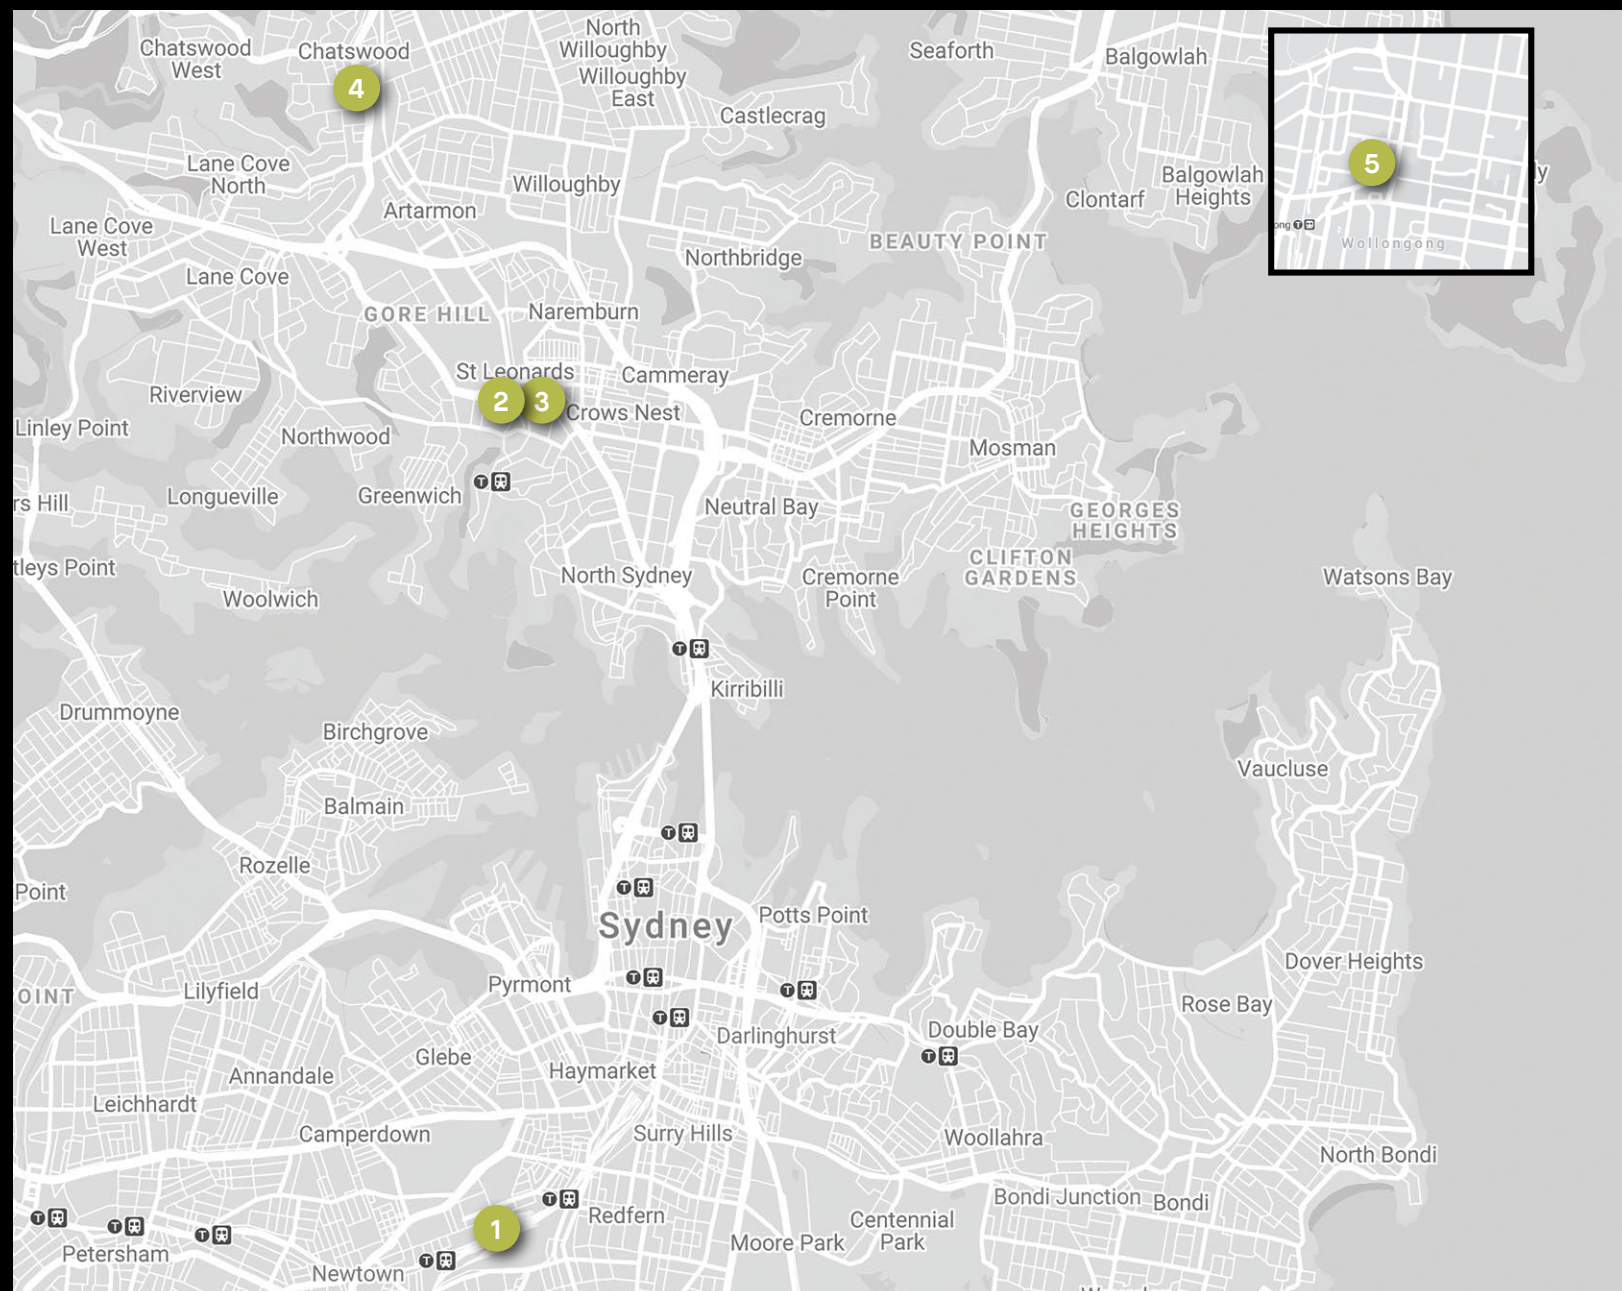 Chatswood
West
Chatswood
4
North
Willoughby
Willoughby
East
Seaforth
Balgowlah
Castlecrag
5
ong T
Wollongong
ly
Lane Cove
North
Willoughby
Artarmon
Clontarf
Balgowlah
Heights
Lane Cove
West
BEAUTY POINT
Northbridge
Lane Cove
GORE HILL
Naremburn
St Leonards
2
3
Cammeray
Riverview
Crows Nest
Cremorne
Linley Point
Northwood
Mosman
T
rs Hill
Longueville
Greenwich
Neutral Bay
GEORGES
HEIGHTS
tleys Point
CLIFTON
GARDENS
Woolwich
North Sydney
Cremorne
Point
Watsons Bay
T
Kirribilli
Drummoyne
Birchgrove
Vaucluse
Balmain
T
Rozelle
T
Point
Sydney
Potts Point
Dover Heights
OINT
Lilyfield
Pyrmont
T
T
Rose Bay
T
Darlinghurst
Double Bay
T
Glebe
Haymarket
Annandale
Leichhardt
Camperdown
Surry Hills
Woollahra
North Bondi
T
Bondi Junction
Bondi
T
T
T
1
Redfern
Centennial
Park
Moore Park
Petersham
T
Newtown